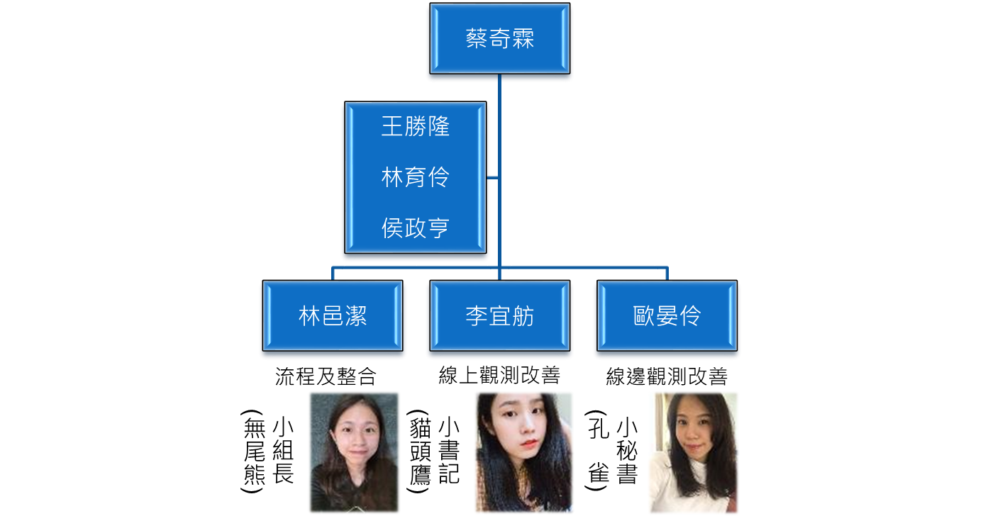 蔡奇霖
王勝隆
林育伶
侯政亨
林邑潔
李宜舫
歐晏伶
流程及整合
線上觀測改善
線邊觀測改善
小組長
(無尾熊)
小書記
(貓頭鷹)
小秘書
(孔 雀)